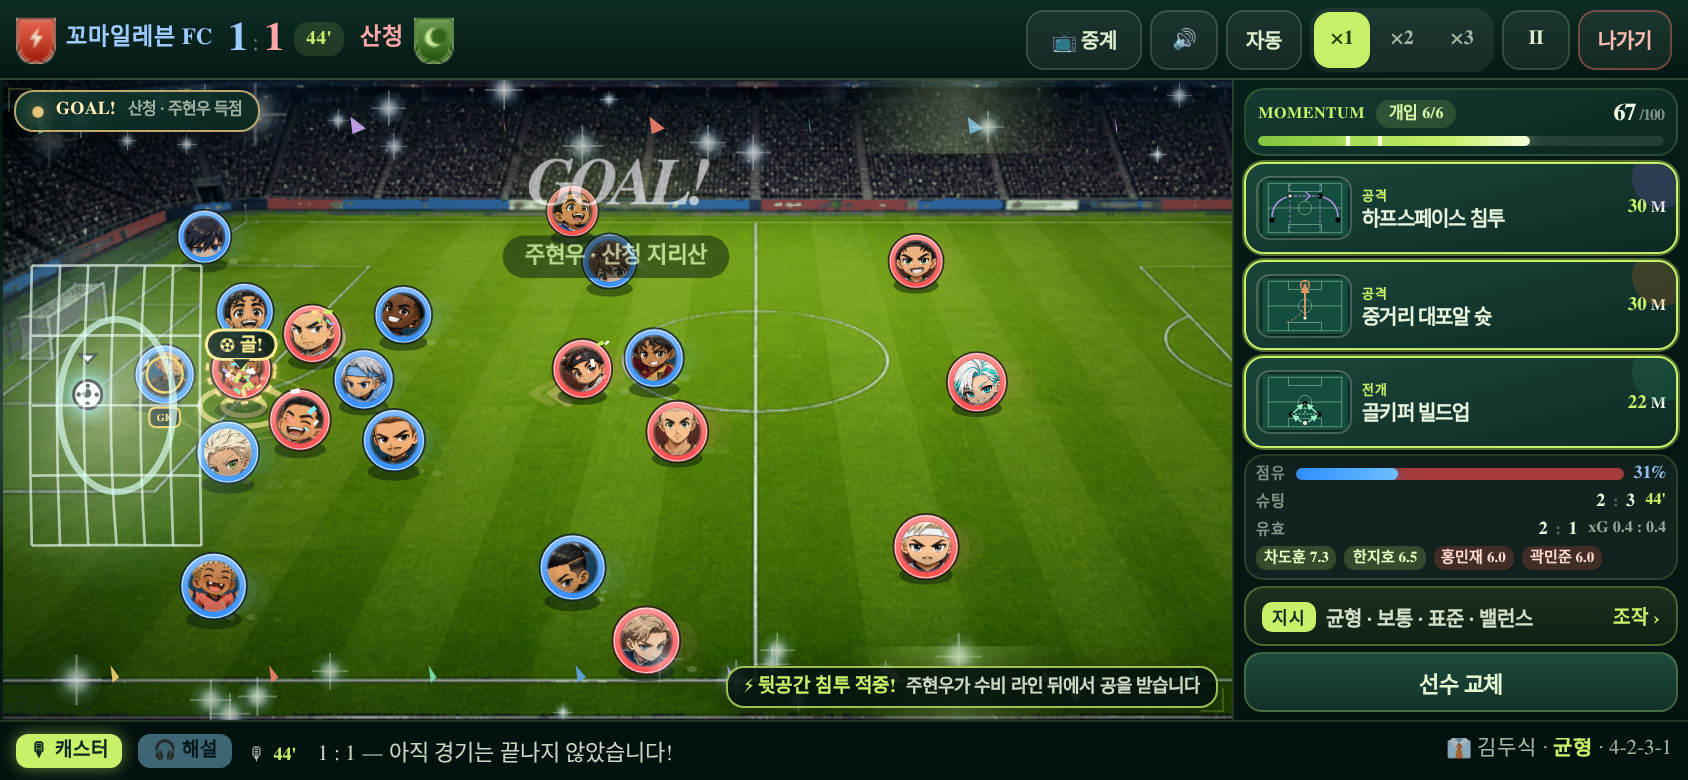 꼬마일레븐 FC 1 : 1 44' 산청
중계 자동 ×1 ×2 ×3 II 나가기
GOAL! 산청 · 주현우 득점
GOAL!
주현우 · 산청 지리산
골!
GK
⚡ 뒷공간 침투 적중! 주현우가 수비 라인 뒤에서 공을 받습니다
MOMENTUM 개입 6/6 67 /100
공격
하프스페이스 침투
30 M
공격
중거리 대포알 슛
30 M
전개
골키퍼 빌드업
22 M
점유 31%
슈팅 2 : 3 44'
유효 2 : 1 xG 0.4 : 0.4
차도훈 7.3 한지호 6.5 홍민재 6.0 곽민준 6.0
지시 균형 · 보통 · 표준 · 밸런스 조작 ›
선수 교체
캐스터 해설 44' 1 : 1 — 아직 경기는 끝나지 않았습니다!
김두식 · 균형 · 4-2-3-1